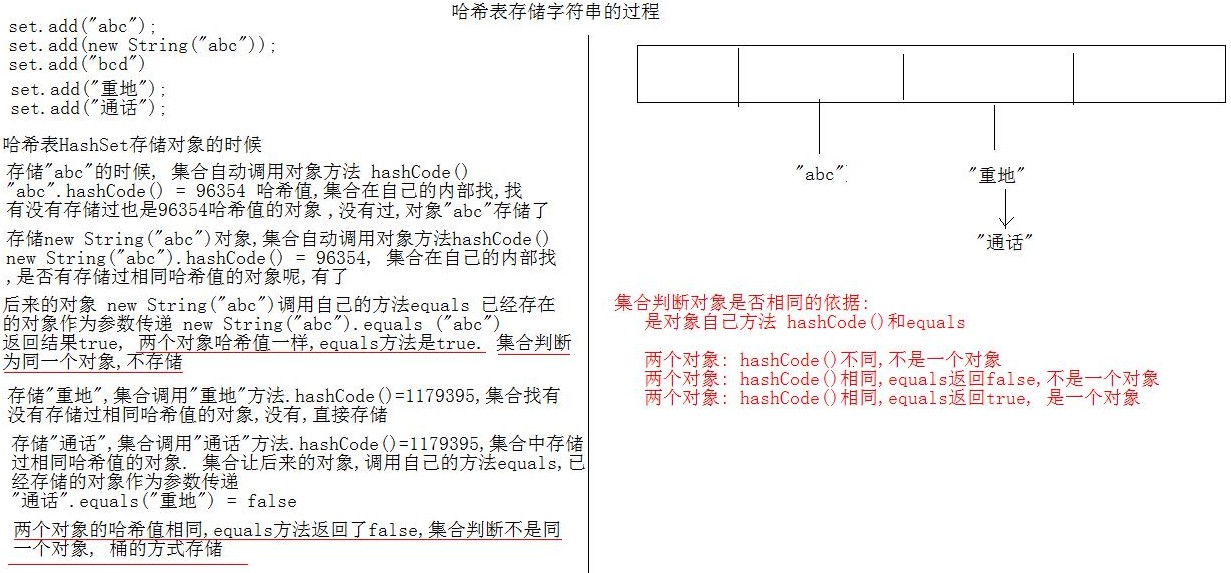 哈希表存储字符串的过程
set.add("abc");
set.add(new String("abc"));
set.add("bcd")
set.add("重地");
set.add("通话");
哈希表HashSet存储对象的时候
存储"abc"的时候, 集合自动调用对象方法 hashCode()
"abc".hashCode() = 96354 哈希值,集合在自己的内部找,找
有没有存储过也是96354哈希值的对象 ,没有过,对象"abc"存储了
存储new String("abc")对象,集合自动调用对象方法hashCode()
new String("abc").hashCode() = 96354, 集合在自己的内部找
,是否有存储过相同哈希值的对象呢,有了
后来的对象 new String("abc")调用自己的方法equals 已经存在
的对象作为参数传递 new String("abc").equals ("abc")
返回结果true, 两个对象哈希值一样,equals方法是true. 集合判断
为同一个对象,不存储
存储"重地",集合调用"重地"方法.hashCode()=1179395,集合找有
没有存储过相同哈希值的对象,没有,直接存储
存储"通话",集合调用"通话"方法.hashCode()=1179395,集合中存储
过相同哈希值的对象. 集合让后来的对象,调用自己的方法equals,已
经存储的对象作为参数传递
"通话".equals("重地") = false
两个对象的哈希值相同,equals方法返回了false,集合判断不是同
一个对象, 桶的方式存储
"abc"
"重地"
"通话"
集合判断对象是否相同的依据:
是对象自己方法 hashCode()和equals
两个对象: hashCode()不同,不是一个对象
两个对象: hashCode()相同,equals返回false,不是一个对象
两个对象: hashCode()相同,equals返回true, 是一个对象